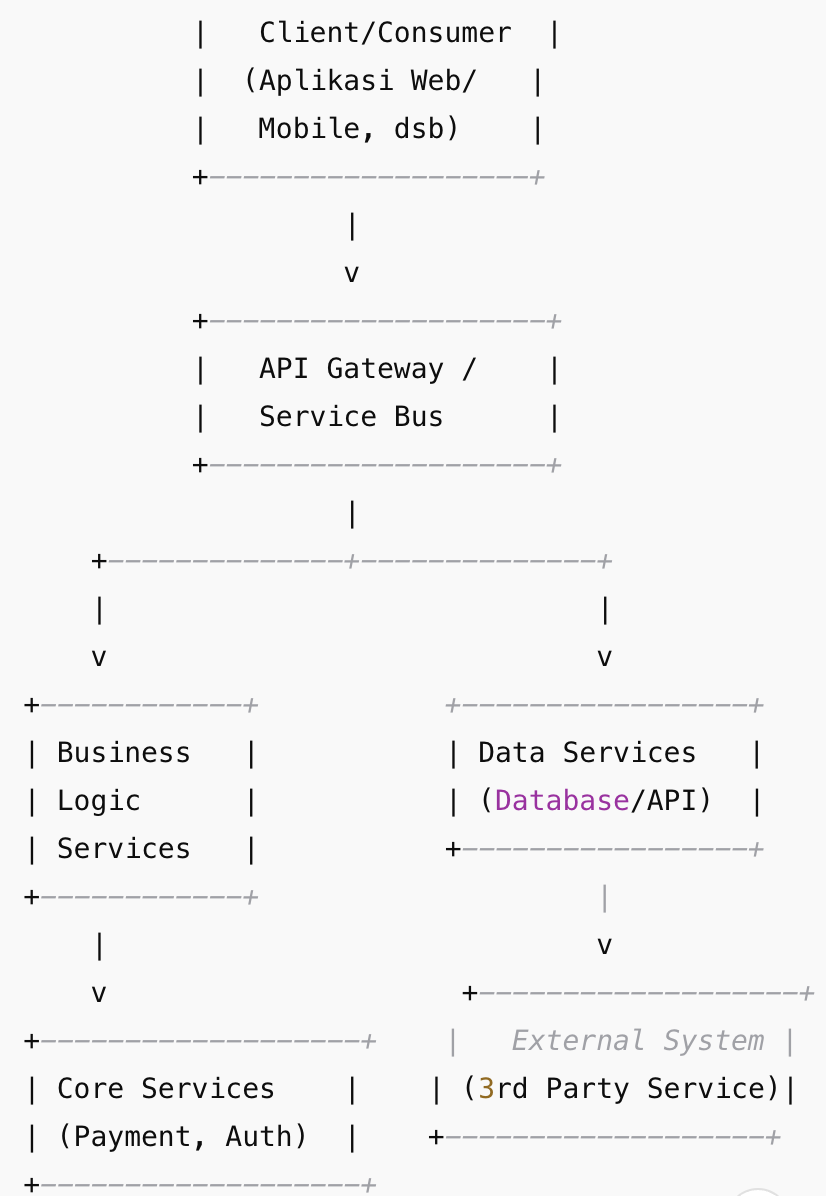 |   Client/Consumer  |
|  (Aplikasi Web/   |
|   Mobile, dsb)    |
+-------------------+
|
v
+--------------------+
|   API Gateway /    |
|   Service Bus      |
+--------------------+
|
+--------------+--------------+
|                             |
v                             v
+------------+           +-----------------+
| Business   |           | Data Services   |
| Logic      |           | (Database/API)  |
| Services   |           +-----------------+
+------------+                    |
|                             v
v                     +-------------------+
+-------------------+    |   External System |
| Core Services    |    | (3rd Party Service)|
| (Payment, Auth)  |    +-------------------+
+-------------------+